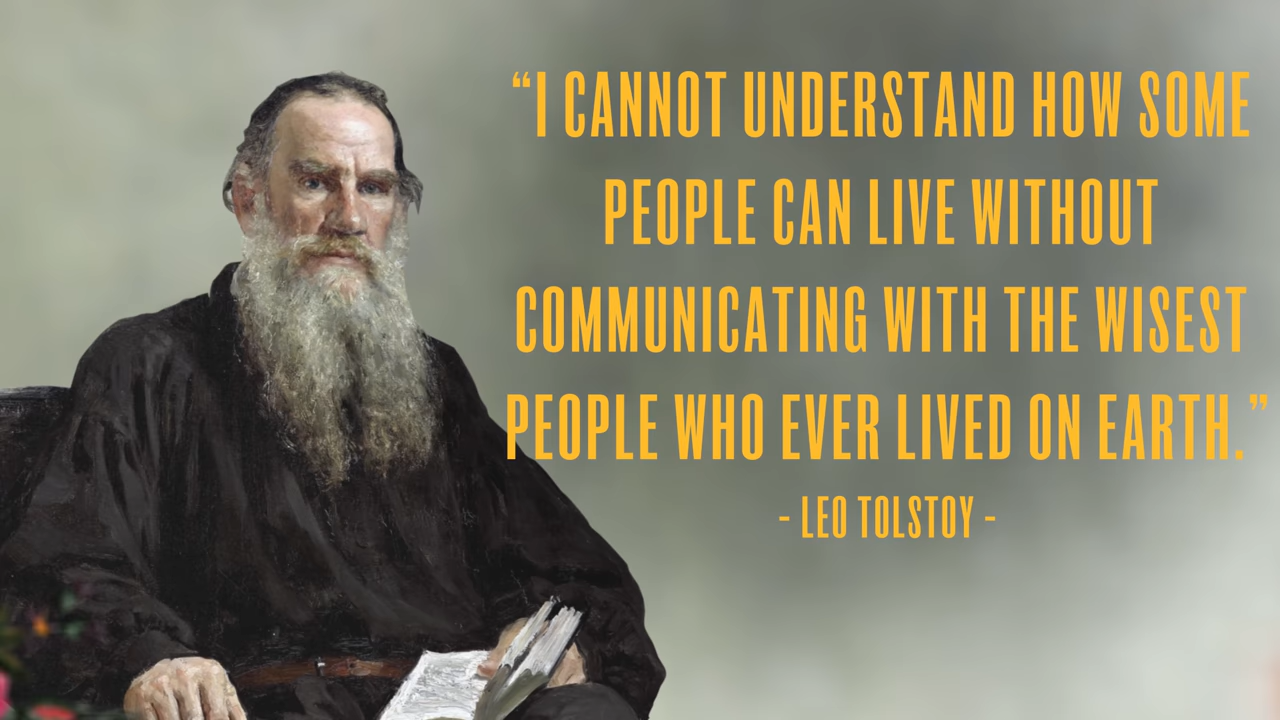 “I CANNOT UNDERSTAND HOW SOME
PEOPLE CAN LIVE WITHOUT
COMMUNICATING WITH THE WISEST
PEOPLE WHO EVER LIVED ON EARTH.”
- LEO TOLSTOY -